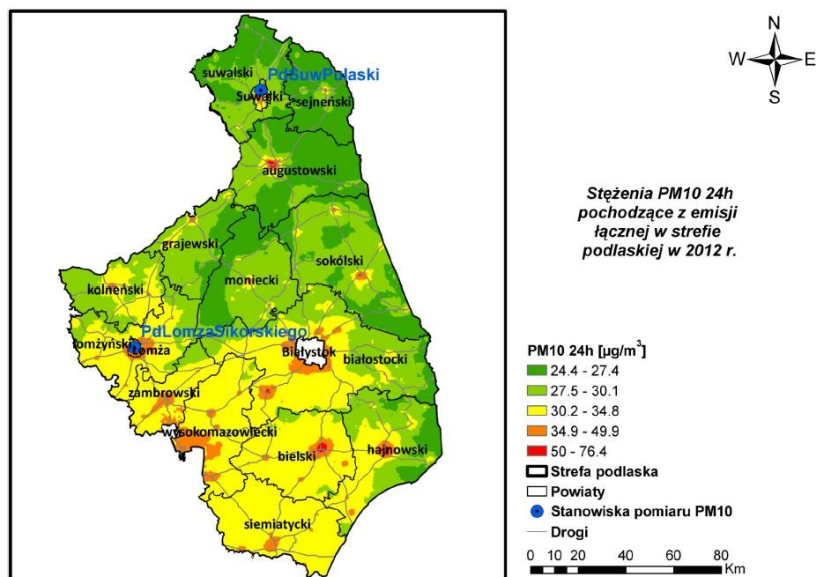 N
W E
S
suwalski
PdSuwPulaski
Suwałki
sejneński
augustowski
grajewski
sokólski
moniecki
kolneński
PdLomzaSikorskiego
łomżyński
Łomża
Białystok
białostocki
zambrowski
wysokomazowiecki
bielski
hajnowski
siemiatycki
Stężenia PM10 24h
pochodzące z emisji
łącznej w strefie
podlaskiej w 2012 r.
PM10 24h [µg/m³]
24.4 - 27.4
27.5 - 30.1
30.2 - 34.8
34.9 - 49.9
50 - 76.4
Strefa podlaska
Powiaty
Stanowiska pomiaru PM10
Drogi
0 10 20 40 60 80
Km